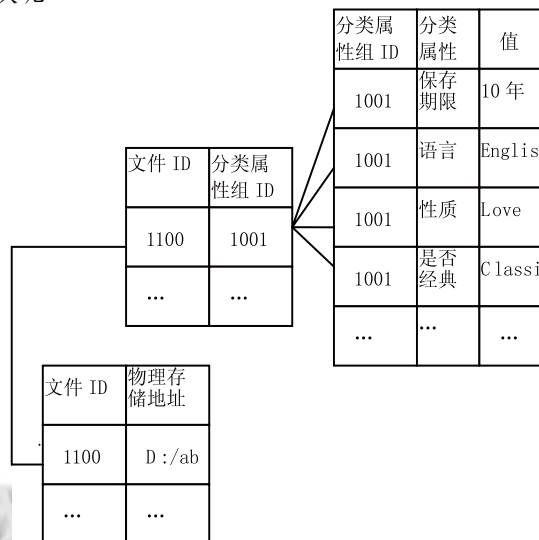 分类属
性组 ID
分类
属性
值
1001
保存
期限
10 年
1001
语言
Englis
1001
性质
Love
1001
是否
经典
Classi
...
...
...
文件 ID
分类属
性组 ID
1100
1001
...
...
文件 ID
物理存
储地址
1100
D:/ab
...
...